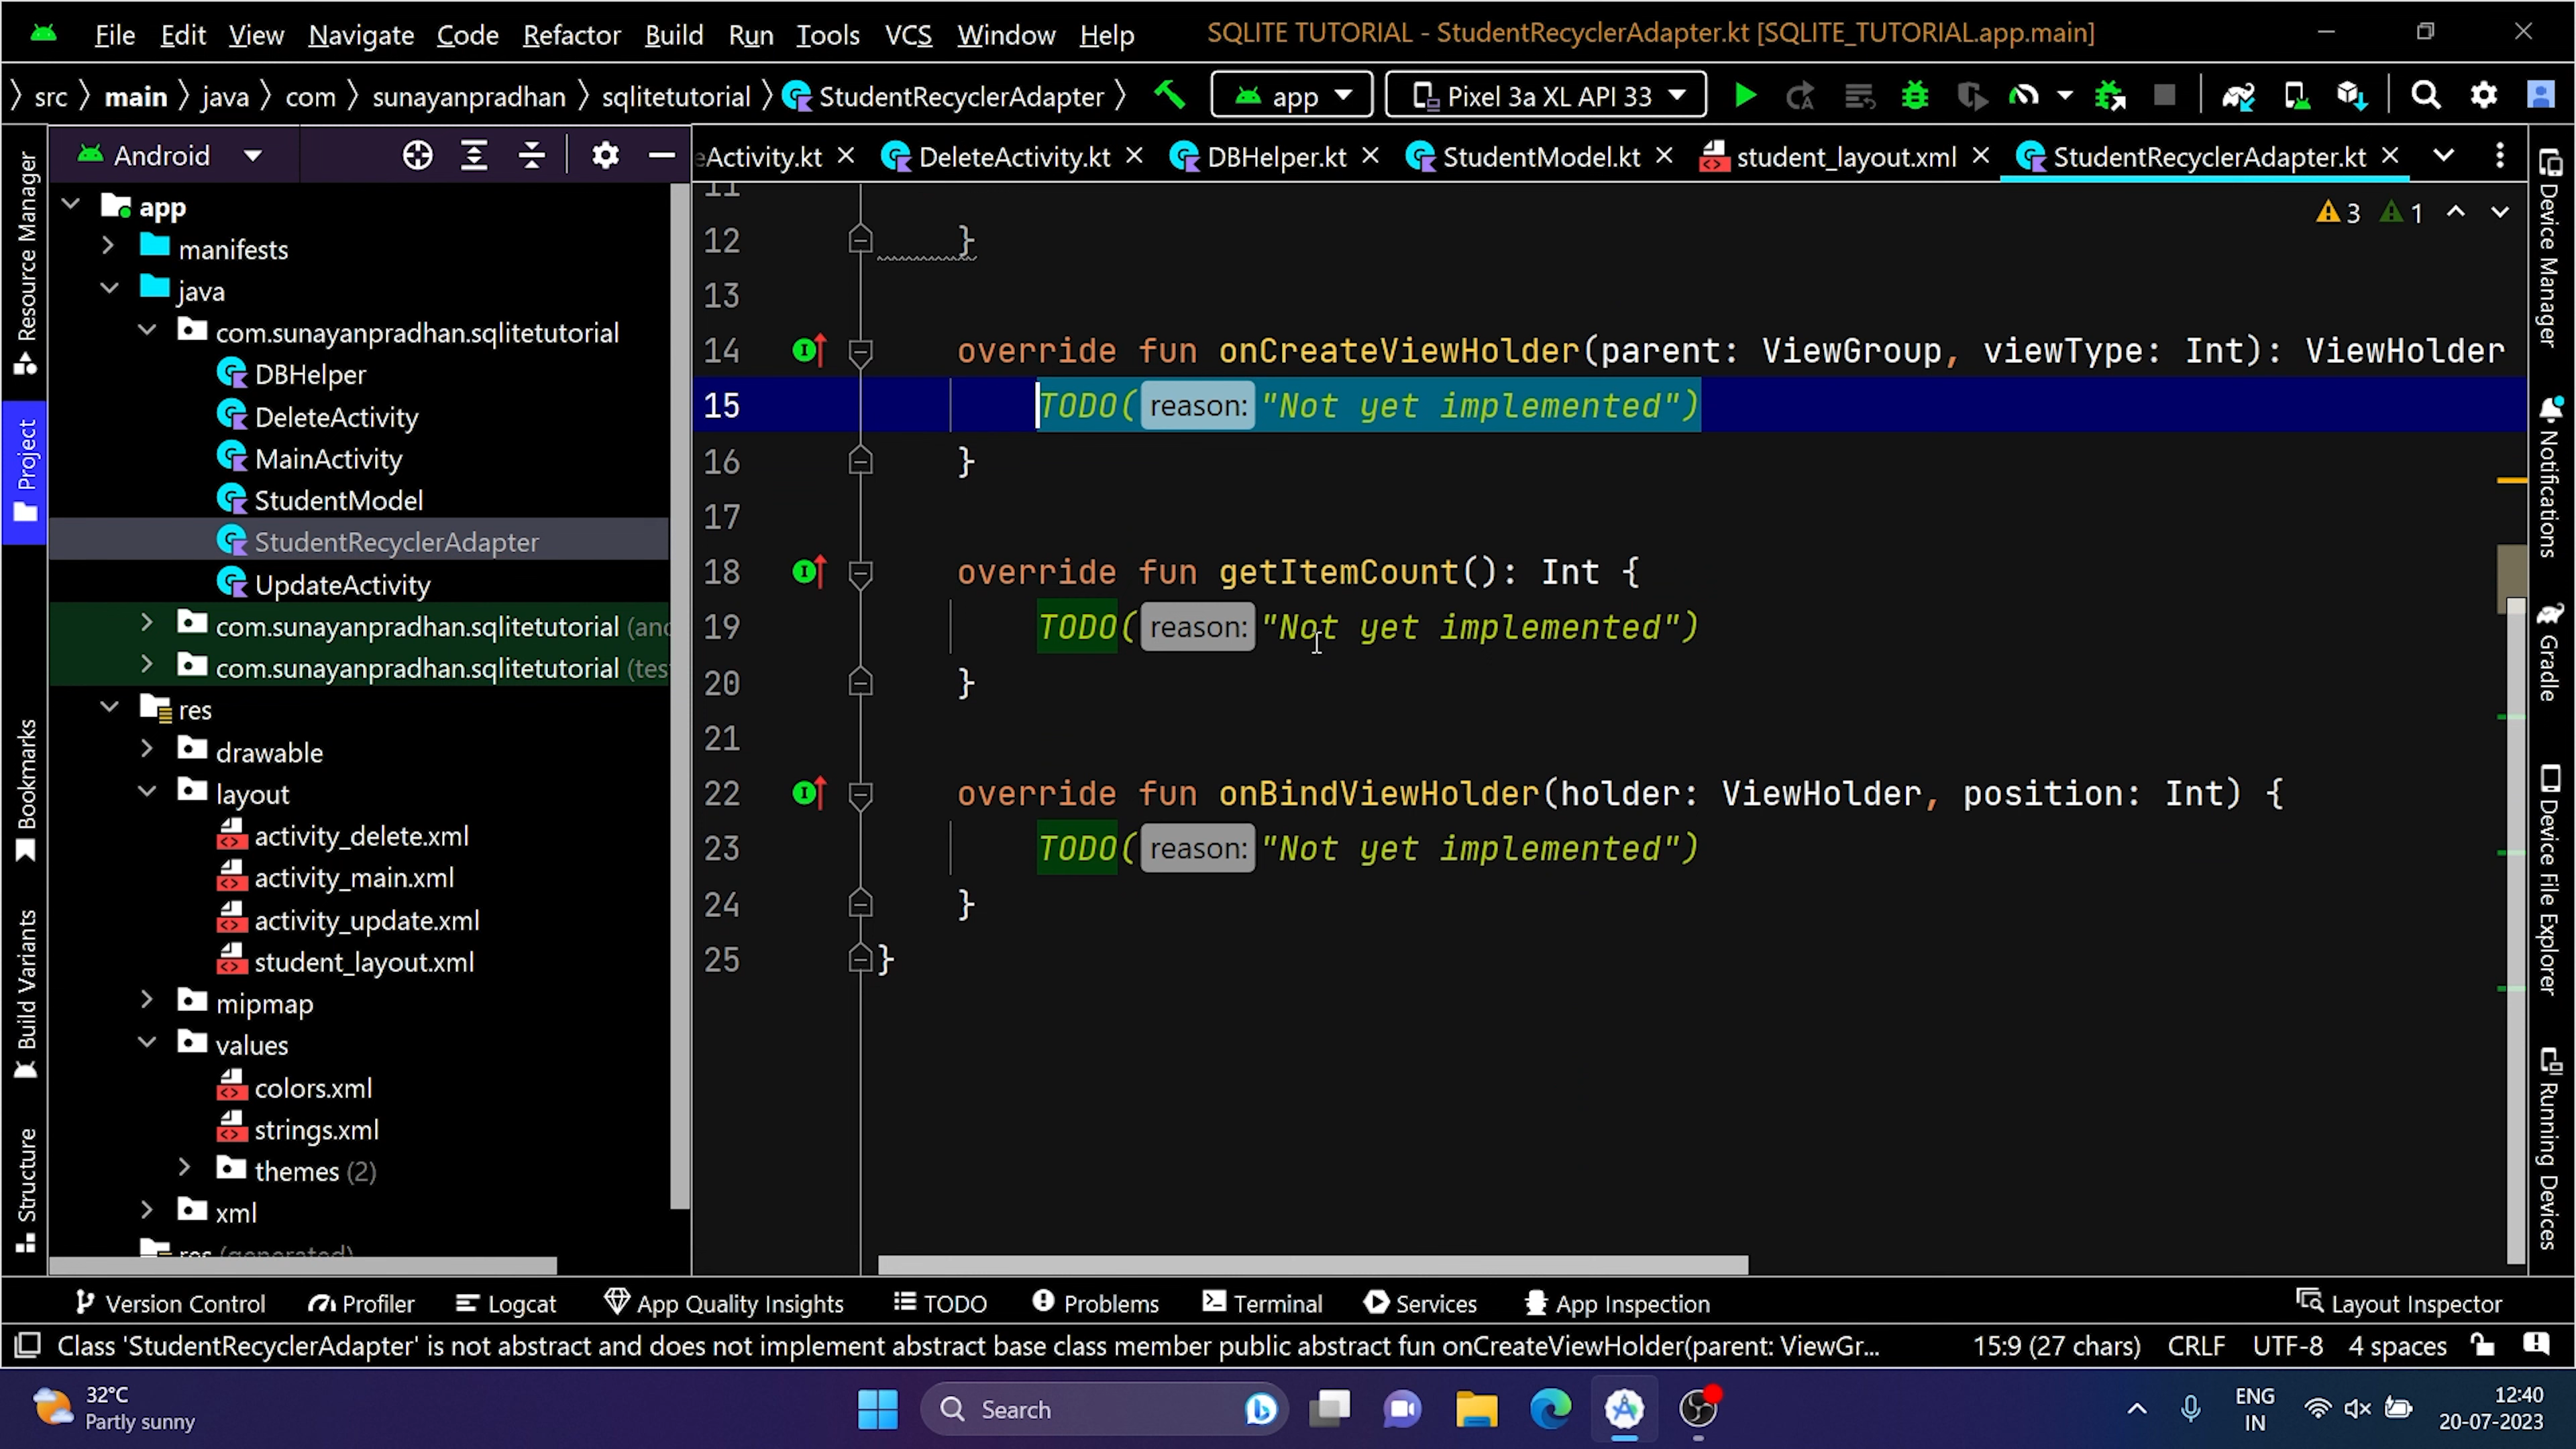 File Edit View Navigate Code Refactor Build Run Tools VCS Window Help SQLITE TUTORIAL - StudentRecyclerAdapter.kt [SQLITE_TUTORIAL.app.main]
src main java com sunayanpradhan sqlitetutorial StudentRecyclerAdapter app Pixel 3a XL API 33
Android
eActivity.kt DeleteActivity.kt DBHelper.kt StudentModel.kt student_layout.xml StudentRecyclerAdapter.kt
3 1
Resource Manager
Project
Bookmarks
Build Variants
Structure
app
manifests
java
com.sunayanpradhan.sqlitetutorial
DBHelper
DeleteActivity
MainActivity
StudentModel
StudentRecyclerAdapter
UpdateActivity
com.sunayanpradhan.sqlitetutorial (and
com.sunayanpradhan.sqlitetutorial (tes
res
drawable
layout
activity_delete.xml
activity_main.xml
activity_update.xml
student_layout.xml
mipmap
values
colors.xml
strings.xml
themes (2)
xml
res (generated)
11
12 }
13
14 override fun onCreateViewHolder(parent: ViewGroup, viewType: Int): ViewHolder
15 TODO( reason: "Not yet implemented")
16 }
17
18 override fun getItemCount(): Int {
19 TODO( reason: "Not yet implemented")
20 }
21
22 override fun onBindViewHolder(holder: ViewHolder, position: Int) {
23 TODO( reason: "Not yet implemented")
24 }
25 }
Device Manager
Notifications
Gradle
Device File Explorer
Running Devices
Version Control Profiler Logcat App Quality Insights TODO Problems Terminal Services App Inspection Layout Inspector
Class 'StudentRecyclerAdapter' is not abstract and does not implement abstract base class member public abstract fun onCreateViewHolder(parent: ViewGr... 15:9 (27 chars) CRLF UTF-8 4 spaces
32°C
Partly sunny
Search
ENG
IN
12:40
20-07-2023